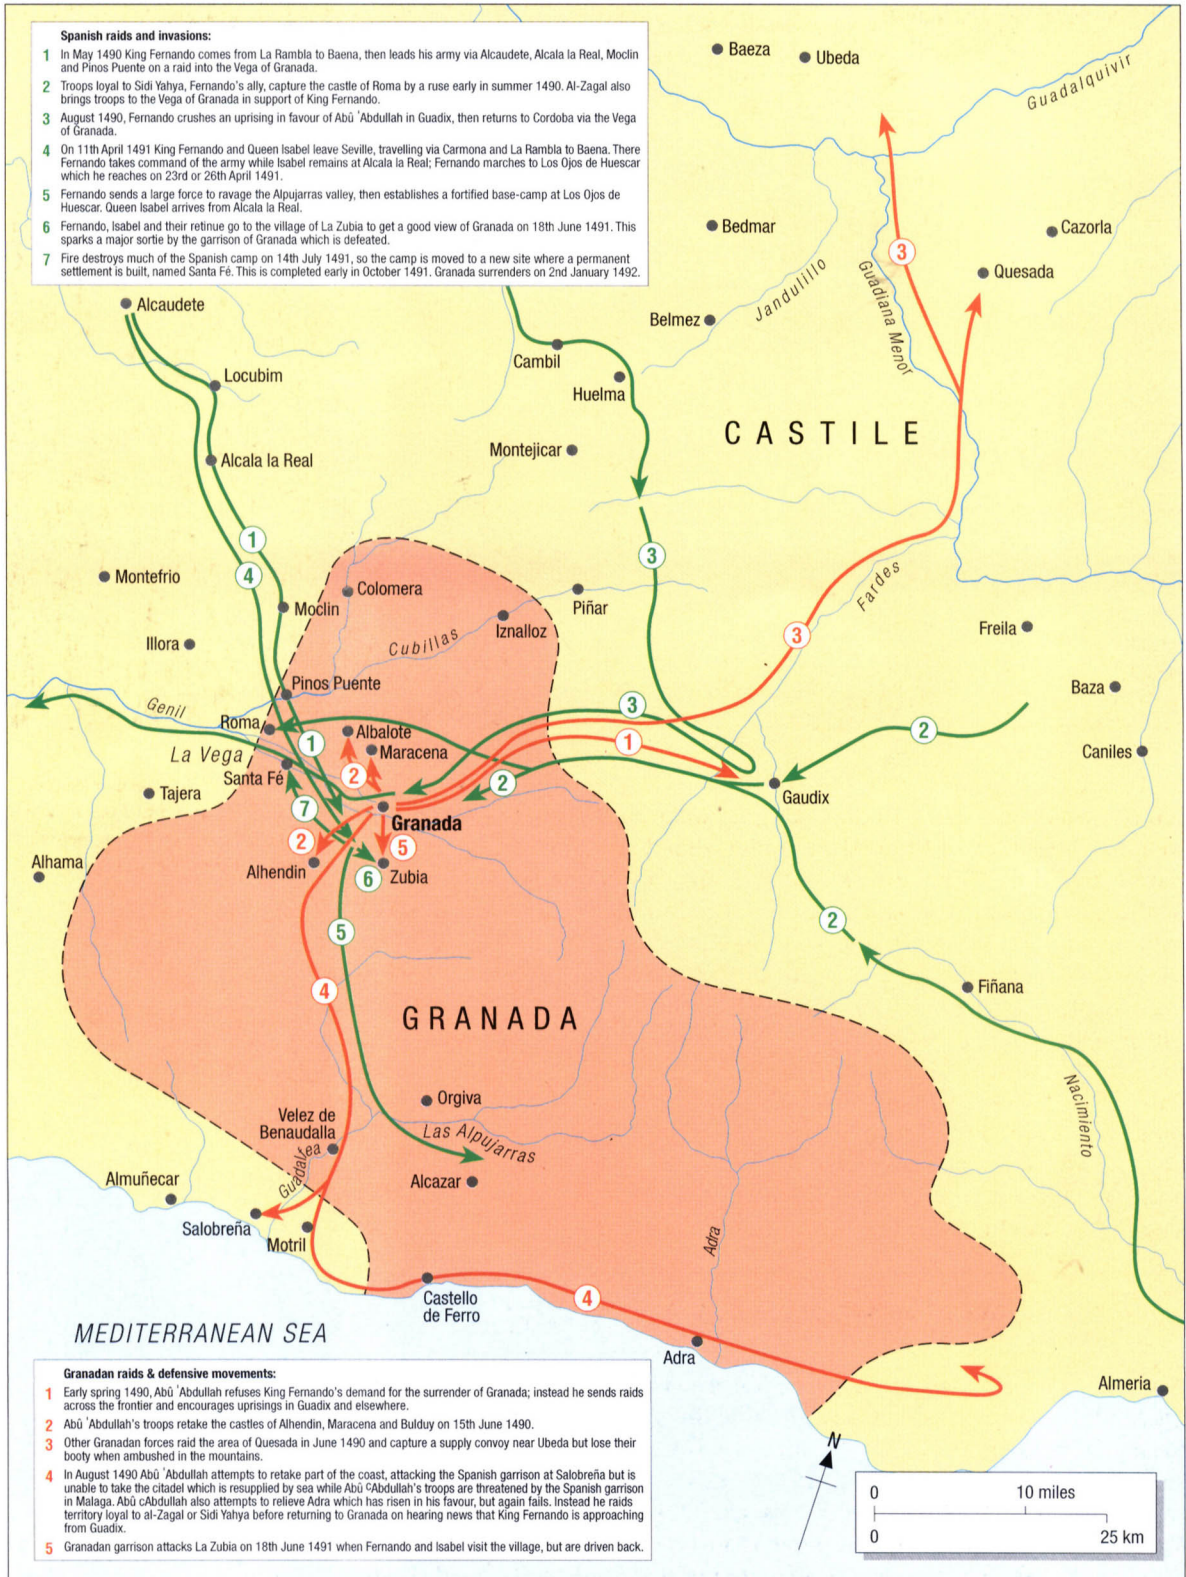 Spanish raids and invasions:
1 In May 1490 King Fernando comes from La Rambla to Baena, then leads his army via Alcaudete, Alcala la Real, Moclin
and Pinos Puente on a raid into the Vega of Granada.
2 Troops loyal to Sidi Yahya, Fernando's ally, capture the castle of Roma by a ruse early in summer 1490. Al-Zagal also
brings troops to the Vega of Granada in support of King Fernando.
3 August 1490, Fernando crushes an uprising in favour of Abû 'Abdullah in Guadix, then returns to Cordoba via the Vega
of Granada.
4 On 11th April 1491 King Fernando and Queen Isabel leave Seville, travelling via Carmona and La Rambla to Baena. There
Fernando takes command of the army while Isabel remains at Alcala la Real; Fernando marches to Los Ojos de Huescar
which he reaches on 23rd or 26th April 1491.
5 Fernando sends a large force to ravage the Alpujarras valley, then establishes a fortified base-camp at Los Ojos de
Huescar. Queen Isabel arrives from Alcala la Real.
6 Fernando, Isabel and their retinue go to the village of La Zubia to get a good view of Granada on 18th June 1491. This
sparks a major sortie by the garrison of Granada which is defeated.
7 Fire destroys much of the Spanish camp on 14th July 1491, so the camp is moved to a new site where a permanent
settlement is built, named Santa Fé. This is completed early in October 1491. Granada surrenders on 2nd January 1492.
Baeza
Ubeda
Guadalquivir
Bedmar
Cazorla
3
Quesada
Jandulillo
Guadiana Menor
Alcaudete
Belmez
Cambil
Locubim
Huelma
CASTILE
Montejicar
Alcala la Real
1
3
4
Montefrio
Colomera
Piñar
Fardes
Moclin
Iznalloz
Freila
3
Illora
Cubillas
Pinos Puente
Baza
Genil
3
Roma
Albalote
2
La Vega
1
Maracena
1
Caniles
Santa Fé
2
2
Tajera
7
Gaudix
Granada
2
5
Alhama
Alhendin
6
Zubia
2
5
Fiñana
4
GRANADA
Orgiva
Nacimiento
Velez de
Benaudalla
Las Alpujarras
Guadalfea
Almuñecar
Alcazar
Salobreña
Motril
Adra
Castello
de Ferro
4
MEDITERRANEAN SEA
Adra
Almeria
Granadan raids & defensive movements:
1 Early spring 1490, Abû 'Abdullah refuses King Fernando's demand for the surrender of Granada; instead he sends raids
across the frontier and encourages uprisings in Guadix and elsewhere.
2 Abû 'Abdullah's troops retake the castles of Alhendin, Maracena and Bulduy on 15th June 1490.
3 Other Granadan forces raid the area of Quesada in June 1490 and capture a supply convoy near Ubeda but lose their
booty when ambushed in the mountains.
4 In August 1490 Abû 'Abdullah attempts to retake part of the coast, attacking the Spanish garrison at Salobreña but is
unable to take the citadel which is resupplied by sea while Abû ᶜAbdullah's troops are threatened by the Spanish garrison
in Malaga. Abû cAbdullah also attempts to relieve Adra which has risen in his favour, but again fails. Instead he raids
territory loyal to al-Zagal or Sidi Yahya before returning to Granada on hearing news that King Fernando is approaching
from Guadix.
5 Granadan garrison attacks La Zubia on 18th June 1491 when Fernando and Isabel visit the village, but are driven back.
N
0 10 miles
0 25 km